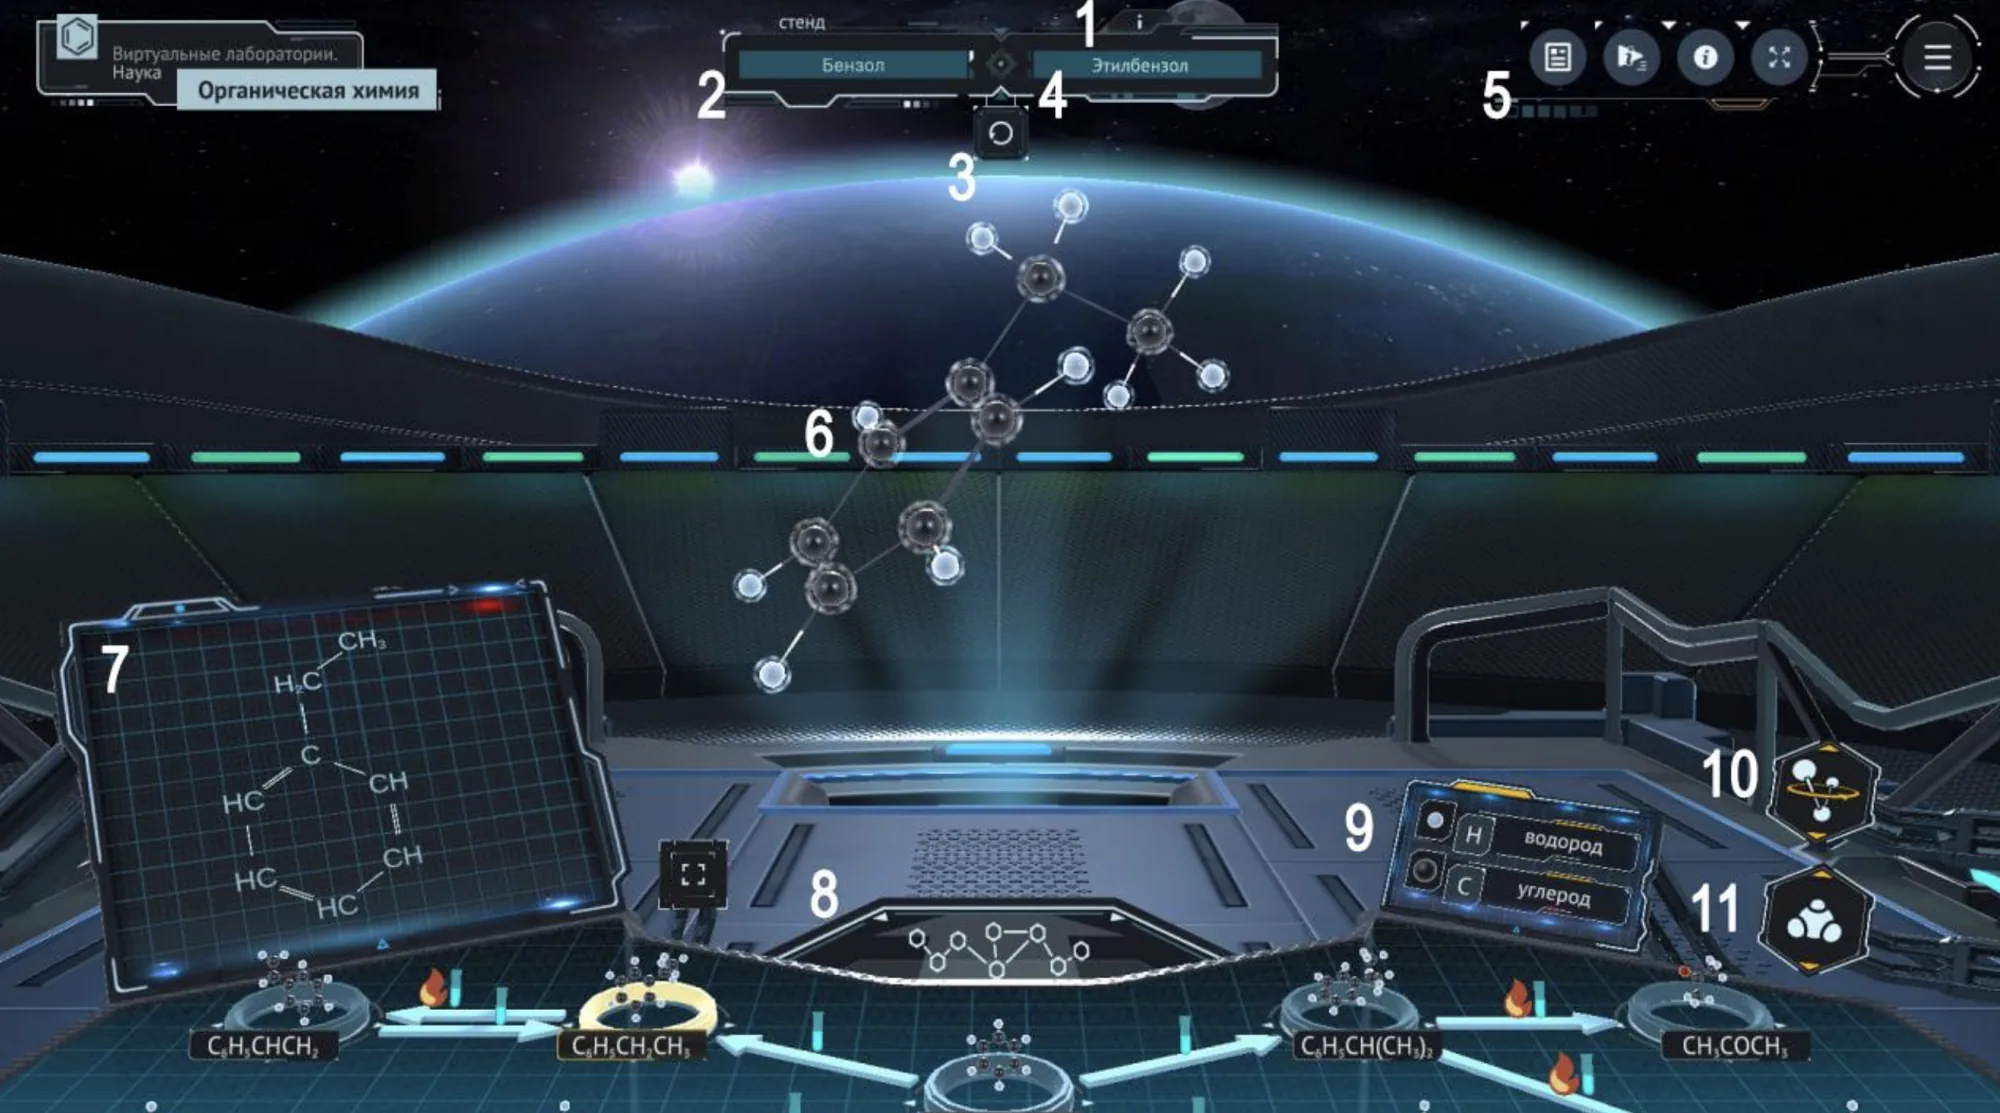 стенд
1
i
Виртуальные лаборатории.
Наука
Органическая химия
Бензол
Этилбензол
2
4
5
3
6
7
CH₃
H₂C
C
HC
CH
HC
CH
HC
8
9
H водород
C углерод
10
11
C₆H₅CHCH₂
C₆H₅CH₂CH₃
C₆H₅CH(CH₃)₂
CH₃COCH₃